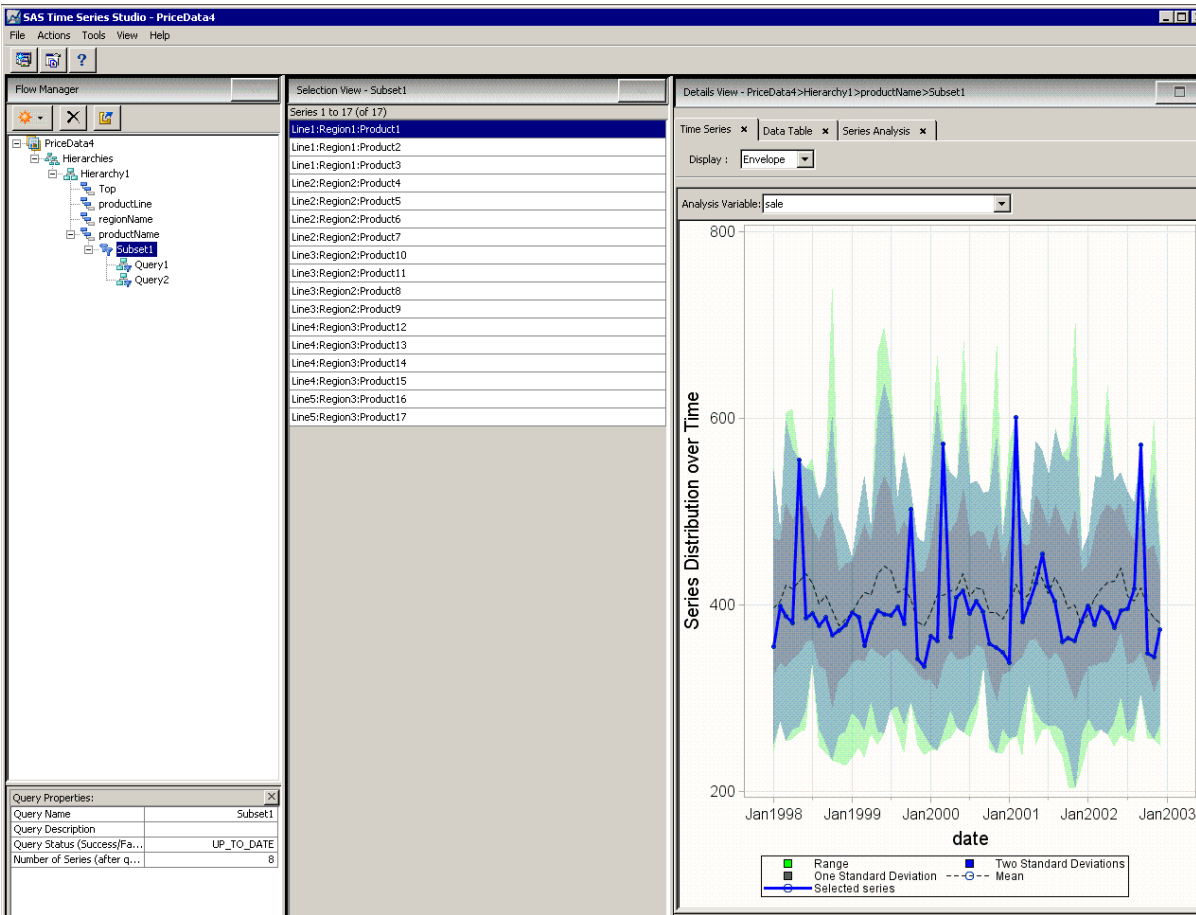 SAS Time Series Studio - PriceData4
File Actions Tools View Help
Flow Manager
PriceData4
Hierarchies
Hierarchy1
Top
productLine
regionName
productName
Subset1
Query1
Query2
Query Properties:
Query Name Subset1
Query Description
Query Status (Success/Fa... UP_TO_DATE
Number of Series (after q... 8
Selection View - Subset1
Series 1 to 17 (of 17)
Line1:Region1:Product1
Line1:Region1:Product2
Line1:Region1:Product3
Line2:Region2:Product4
Line2:Region2:Product5
Line2:Region2:Product6
Line2:Region2:Product7
Line3:Region2:Product10
Line3:Region2:Product11
Line3:Region2:Product8
Line3:Region2:Product9
Line4:Region3:Product12
Line4:Region3:Product13
Line4:Region3:Product14
Line4:Region3:Product15
Line5:Region3:Product16
Line5:Region3:Product17
Details View - PriceData4>Hierarchy1>productName>Subset1
Time Series Data Table Series Analysis
Display : Envelope
Analysis Variable: sale
Series Distribution over Time
800
600
400
200
Jan1998 Jan1999 Jan2000 Jan2001 Jan2002 Jan2003
date
Range Two Standard Deviations
One Standard Deviation Mean
Selected series